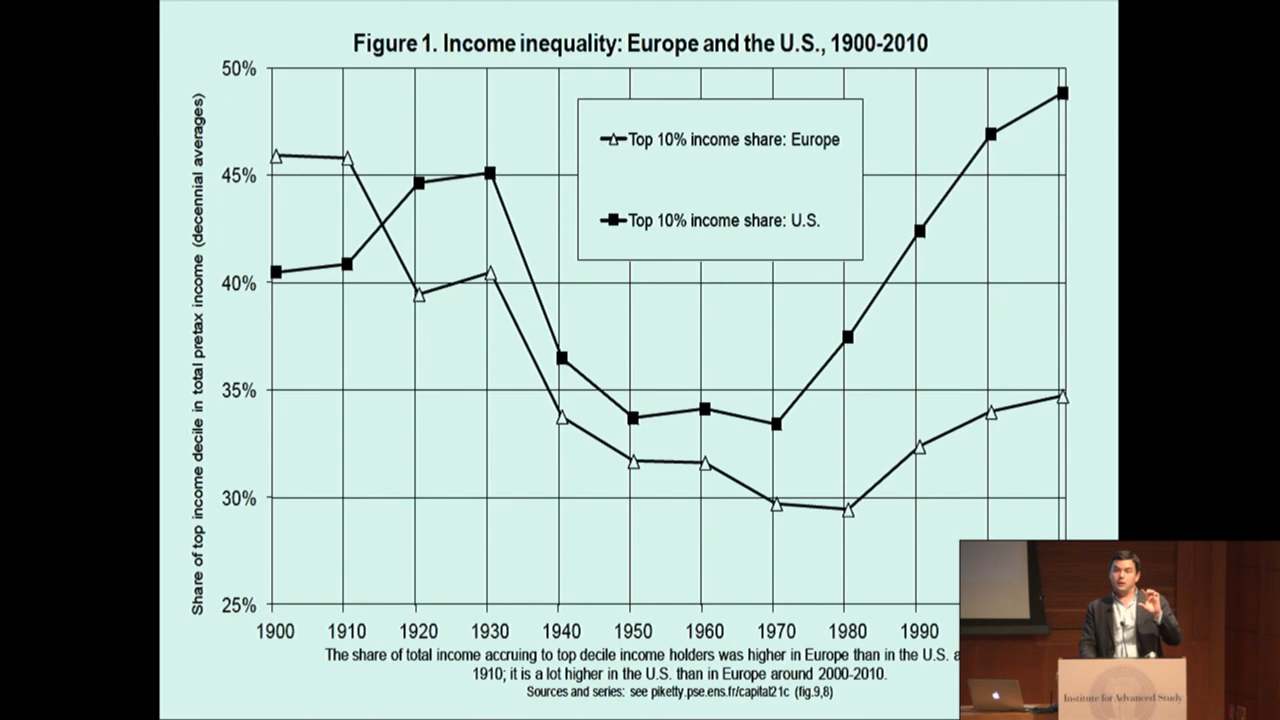 Figure 1. Income inequality: Europe and the U.S., 1900-2010
Share of top income decile in total pretax income (decennial averages)
50%
45%
40%
35%
30%
25%
Top 10% income share: Europe
Top 10% income share: U.S.
1900 1910 1920 1930 1940 1950 1960 1970 1980 1990
The share of total income accruing to top decile income holders was higher in Europe than in the U.S. a
1910; it is a lot higher in the U.S. than in Europe around 2000-2010.
Sources and series: see piketty.pse.ens.fr/capital21c (fig.9,8)
Institute for Advanced Study